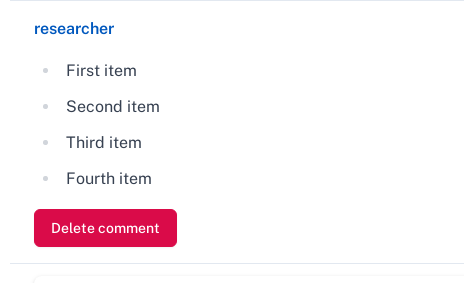 researcher
First item
Second item
Third item
Fourth item
Delete comment